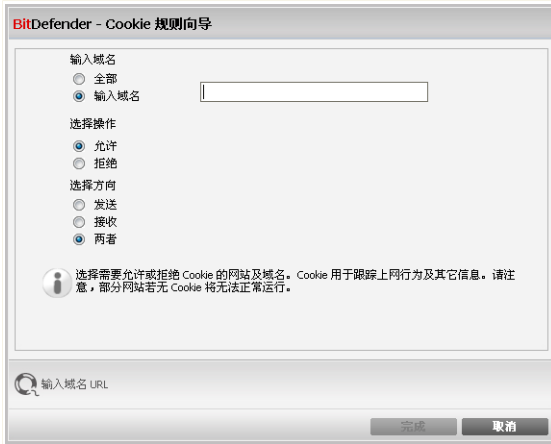 BitDefender - Cookie 规则向导
输入域名
全部
输入域名
选择操作
允许
拒绝
选择方向
发送
接收
两者
选择需要允许或拒绝 Cookie 的网站及域名。Cookie 用于跟踪上网行为及其它信息。请注
意，部分网站若无 Cookie 将无法正常运行。
输入域名 URL
完成
取消